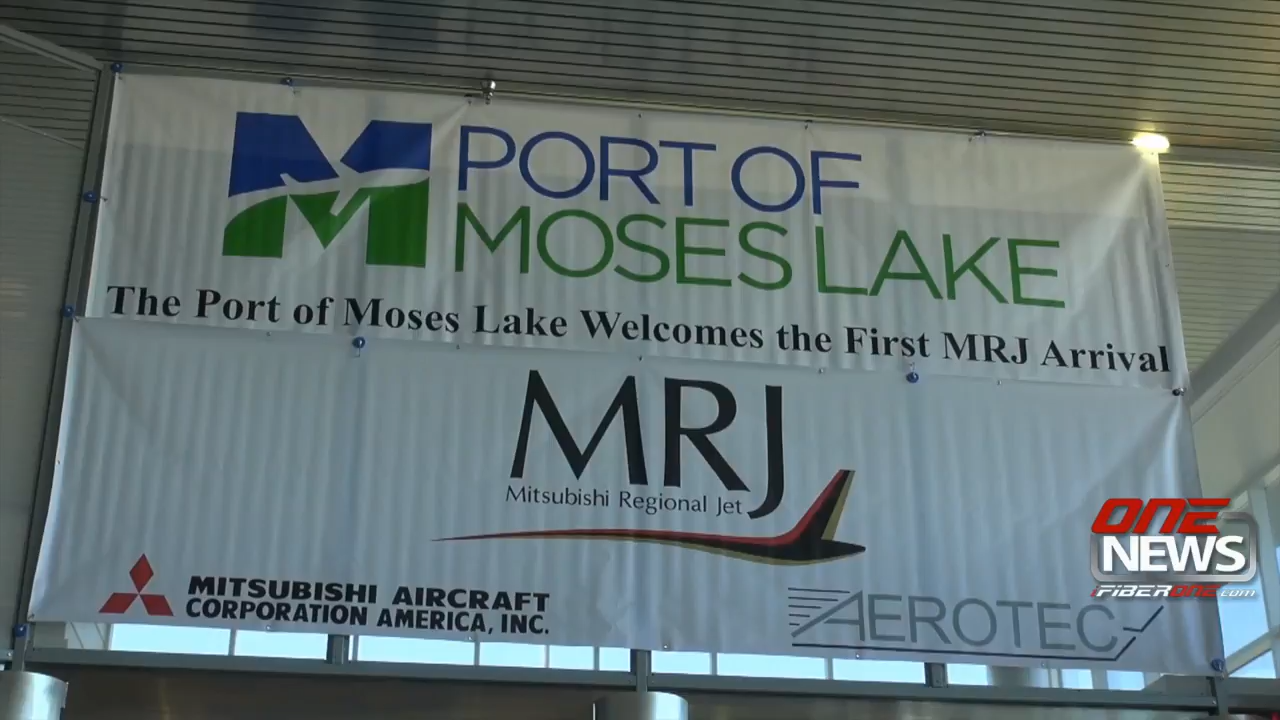 PORT OF
MOSES LAKE
The Port of Moses Lake Welcomes the First MRJ Arrival
MRJ
Mitsubishi Regional Jet
MITSUBISHI AIRCRAFT
CORPORATION AMERICA, INC.
AEROTEC
ONE
NEWS
FIBERONE.com